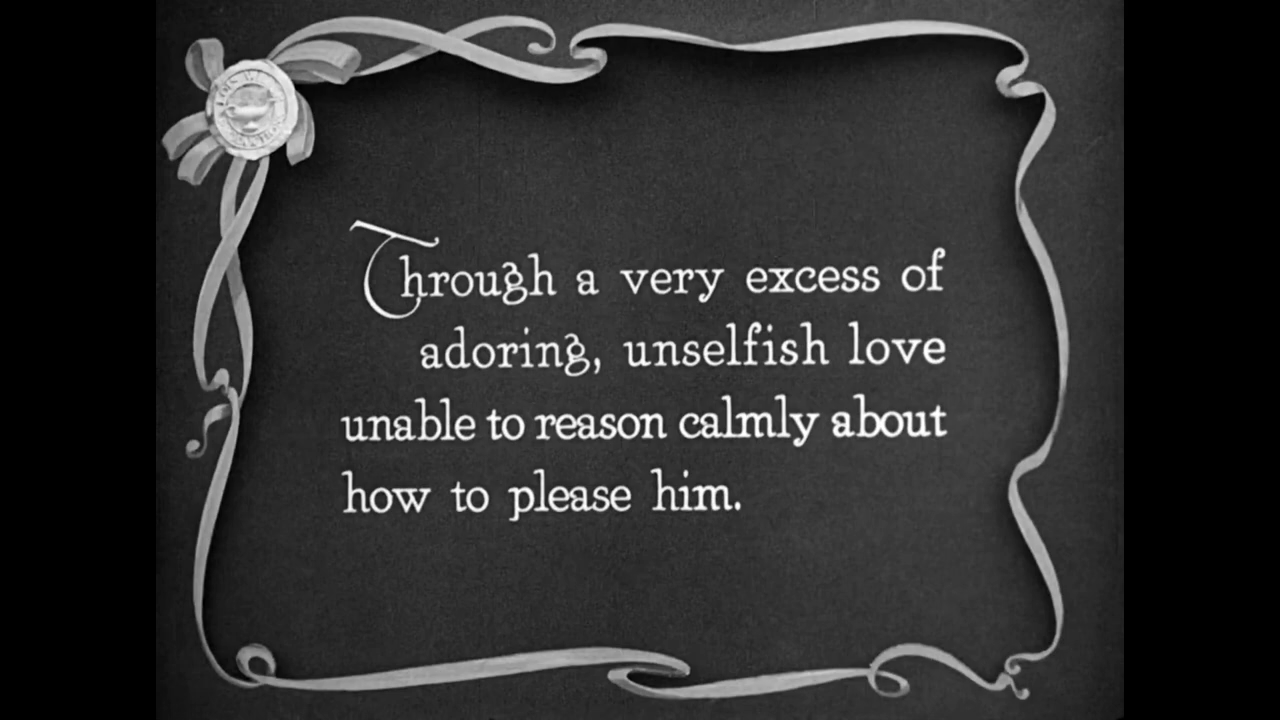 Through a very excess of
adoring, unselfish love
unable to reason calmly about
how to please him.